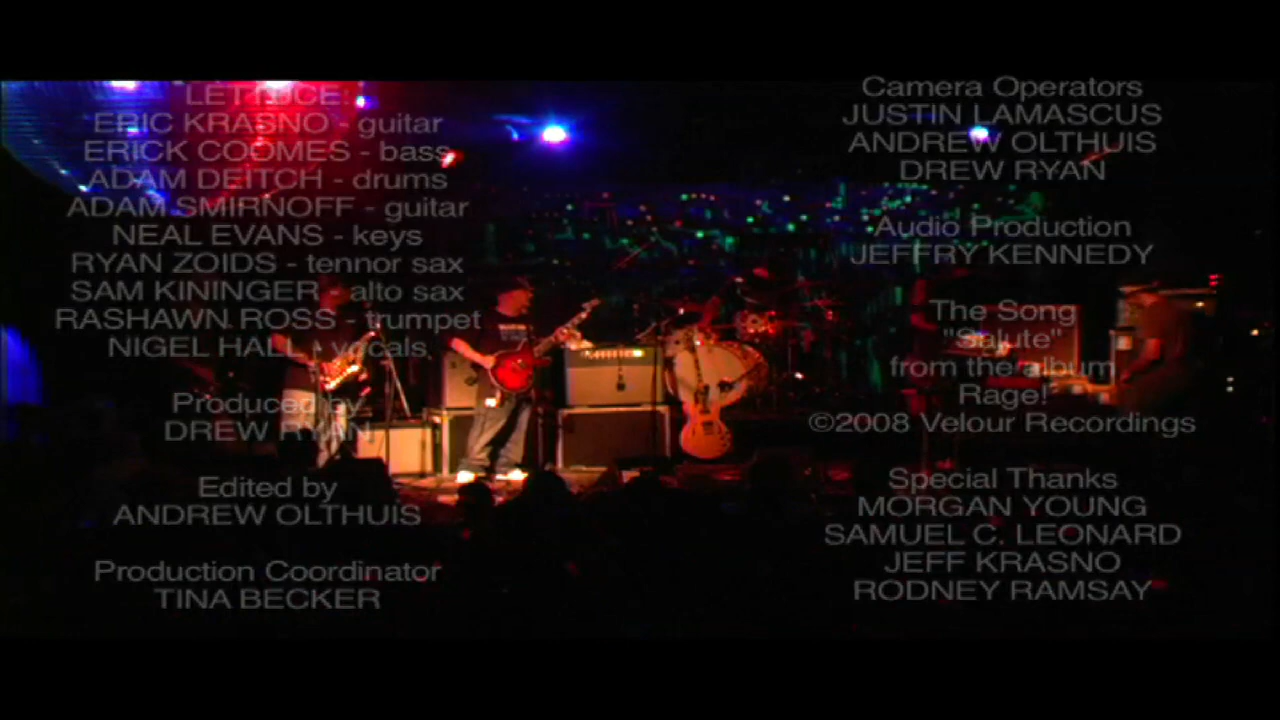 LETTUCE:
ERIC KRASNO - guitar
ERICK COOMES - bass
ADAM DEITCH - drums
ADAM SMIRNOFF - guitar
NEAL EVANS - keys
RYAN ZOIDS - tennor sax
SAM KININGER - alto sax
RASHAWN ROSS - trumpet
NIGEL HALL - vocals
Produced by
DREW RYAN
Edited by
ANDREW OLTHUIS
Production Coordinator
TINA BECKER
Camera Operators
JUSTIN LAMASCUS
ANDREW OLTHUIS
DREW RYAN
Audio Production
JEFFRY KENNEDY
The Song
"Salute"
from the album
Rage!
©2008 Velour Recordings
Special Thanks
MORGAN YOUNG
SAMUEL C. LEONARD
JEFF KRASNO
RODNEY RAMSAY